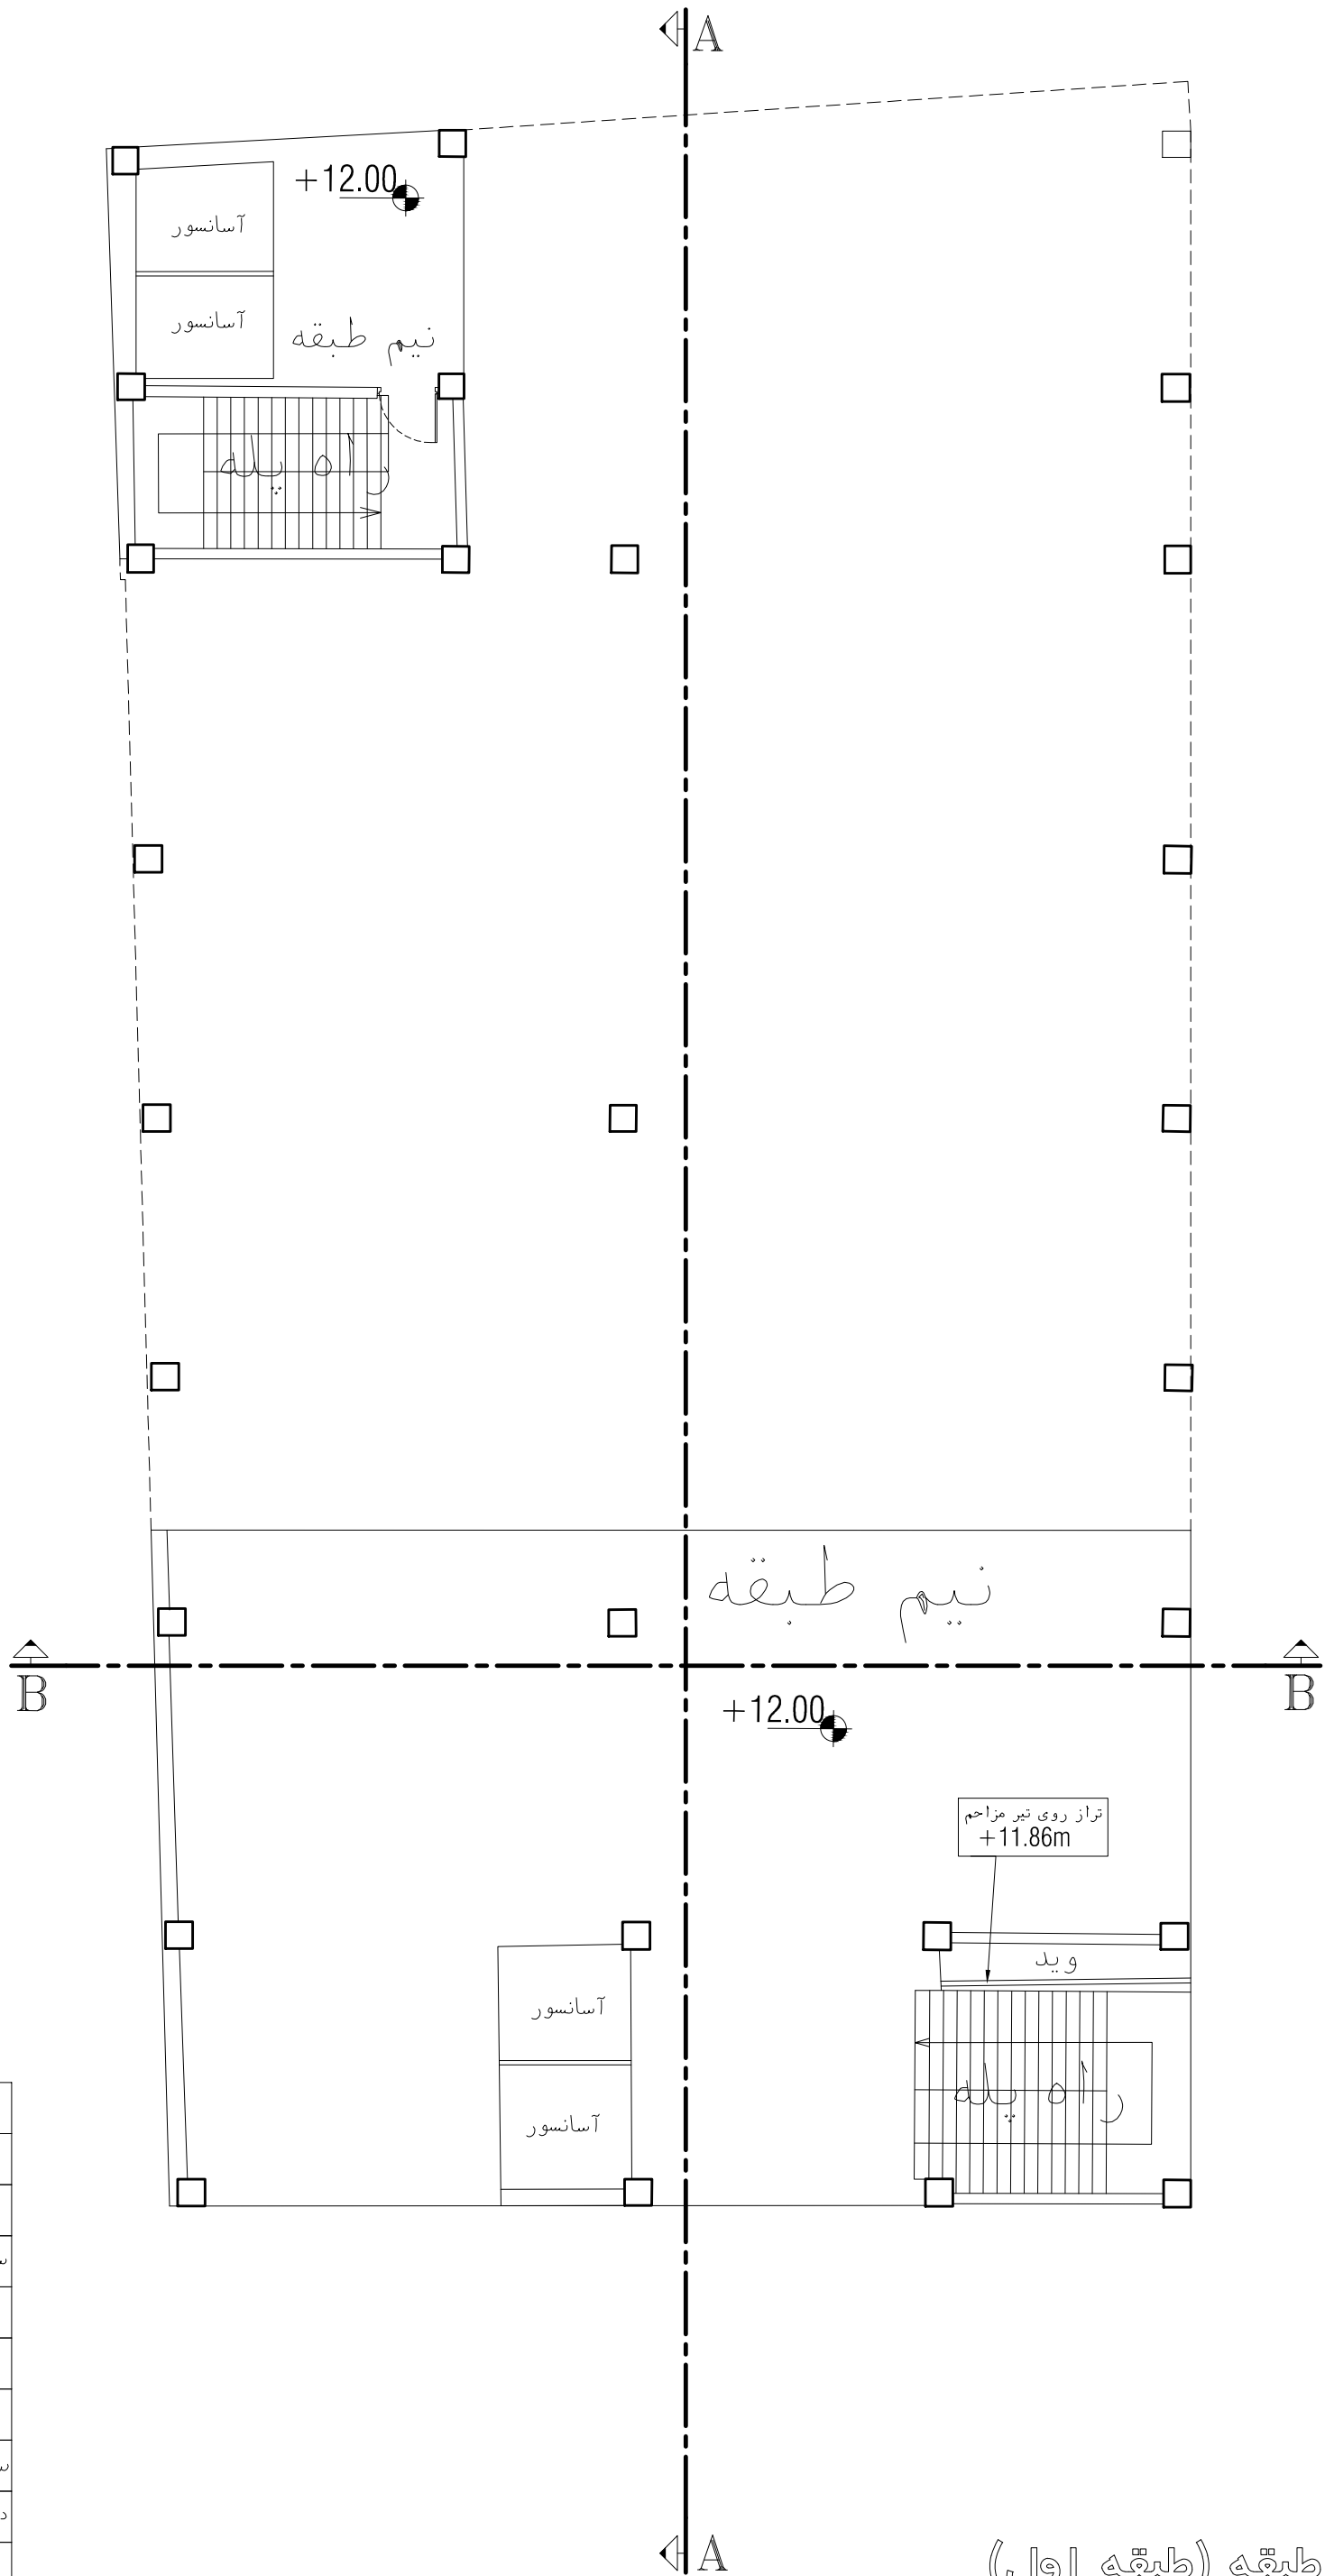 A
+12.00
آسانسور
آسانسور
نیم طبقه
راه پله
نیم طبقه
B
B
+12.00
تراز روی تیر مزاحم
+11.86m
وید
آسانسور
آسانسور
راه پله
A
طبقه (طبقه اول)